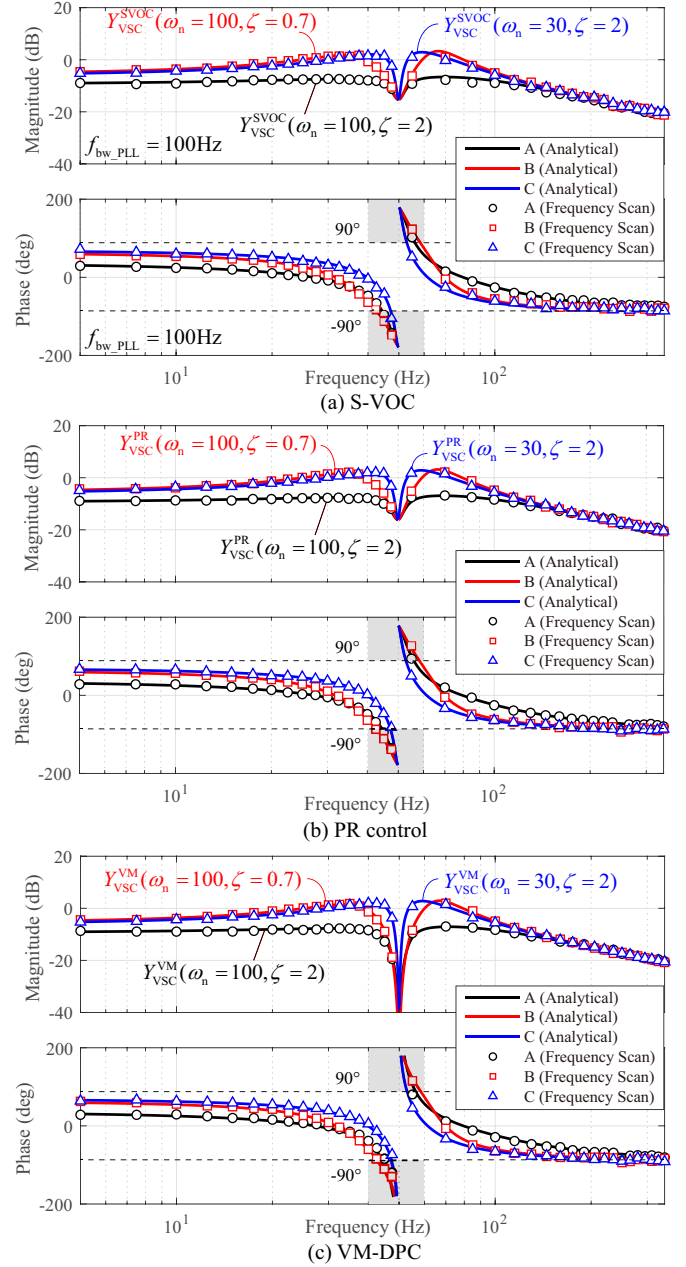 Y_VSC^SVOC(ω_n = 100, ζ = 0.7)
Y_VSC^SVOC(ω_n = 30, ζ = 2)
20
0
-20
-40
Magnitude (dB)
Y_VSC^SVOC(ω_n = 100, ζ = 2)
f_bw_PLL = 100Hz
A (Analytical)
B (Analytical)
C (Analytical)
A (Frequency Scan)
B (Frequency Scan)
C (Frequency Scan)
200
0
-200
Phase (deg)
90°
-90°
f_bw_PLL = 100Hz
10^1
Frequency (Hz)
10^2
(a) S-VOC
Y_VSC^PR(ω_n = 100, ζ = 0.7)
Y_VSC^PR(ω_n = 30, ζ = 2)
20
0
-20
-40
Magnitude (dB)
Y_VSC^PR(ω_n = 100, ζ = 2)
A (Analytical)
B (Analytical)
C (Analytical)
A (Frequency Scan)
B (Frequency Scan)
C (Frequency Scan)
200
0
-200
Phase (deg)
90°
-90°
10^1
Frequency (Hz)
10^2
(b) PR control
Y_VSC^VM(ω_n = 100, ζ = 0.7)
Y_VSC^VM(ω_n = 30, ζ = 2)
20
0
-20
-40
Magnitude (dB)
Y_VSC^VM(ω_n = 100, ζ = 2)
A (Analytical)
B (Analytical)
C (Analytical)
A (Frequency Scan)
B (Frequency Scan)
C (Frequency Scan)
200
0
-200
Phase (deg)
90°
-90°
10^1
Frequency (Hz)
10^2
(c) VM-DPC